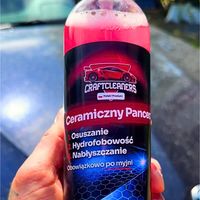 CRAFTCLEANERS
Ceramiczny Pancerz
Osuszanie
Hydrofobowość
Nabłyszczanie
Obowiązkowo po myjni